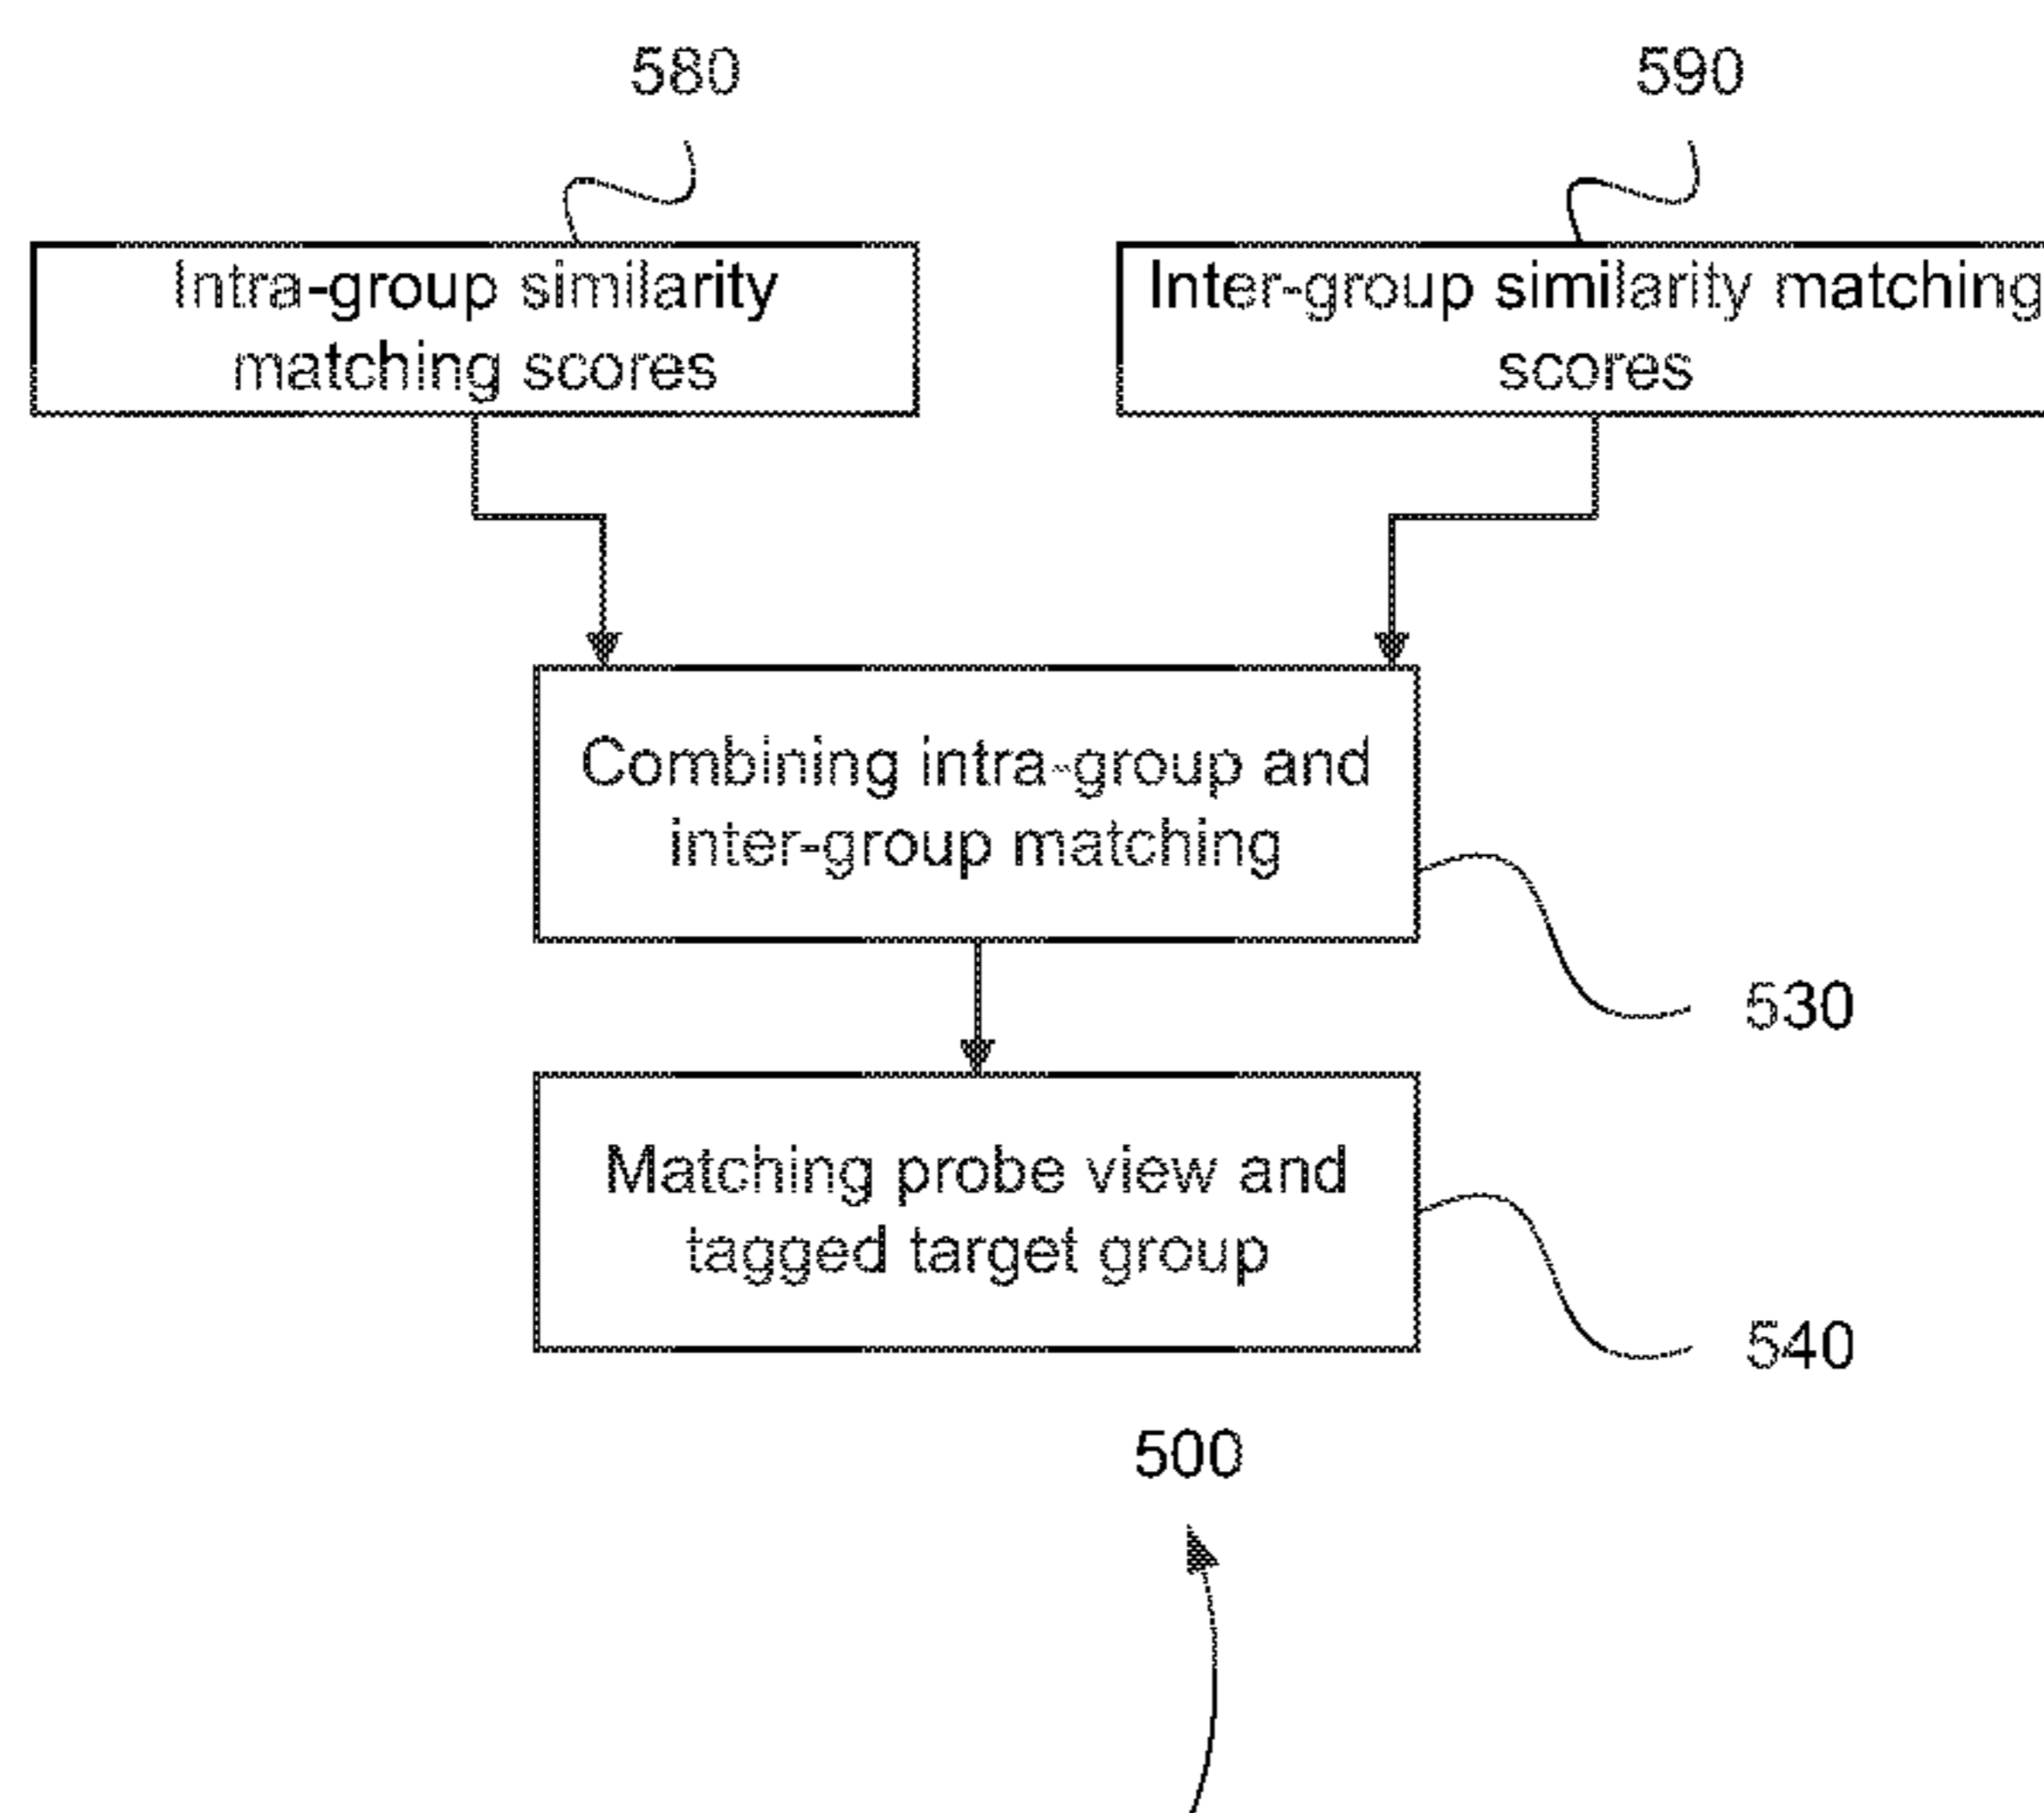 580
590
Intra-group similarity
matching scores
Inter-group similarity matching
scores
Combining intra-group and
inter-group matching
530
Matching probe view and
tagged target group
540
500